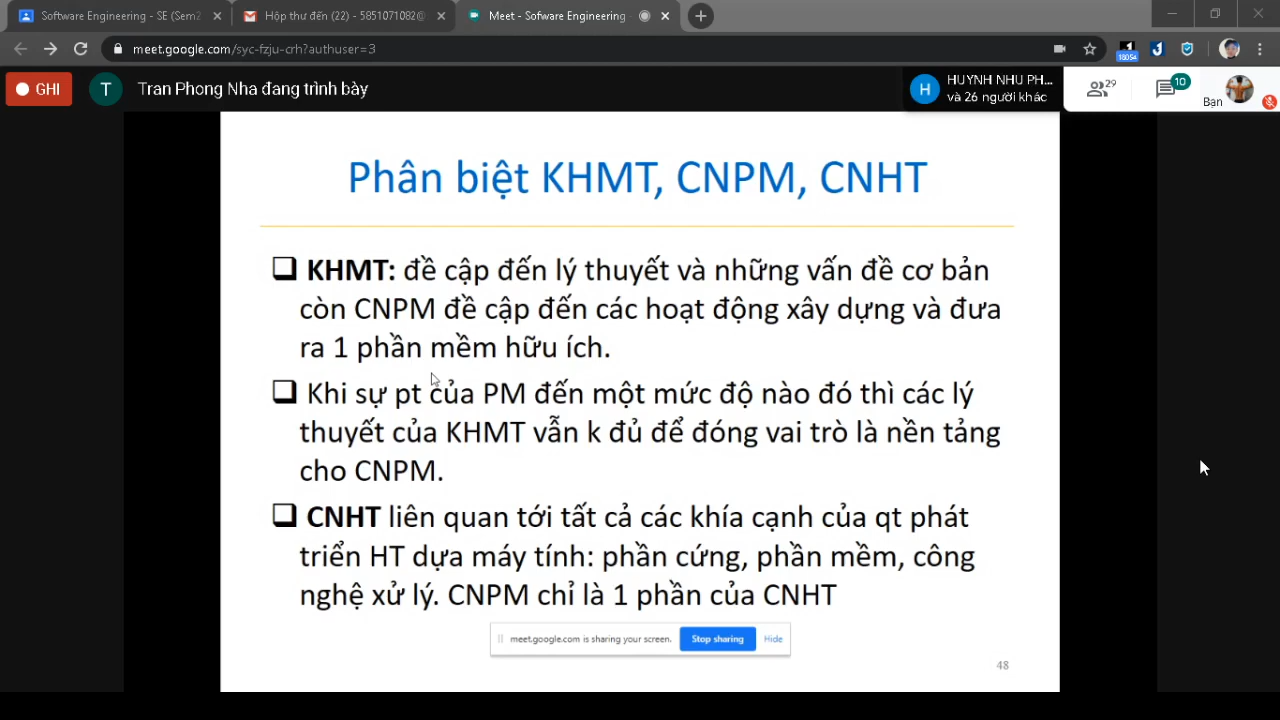 Software Engineering - SE (Sem2
Hộp thư đến (22) - 5851071082@
Meet - Sofware Engineering -
meet.google.com/syc-fzju-crh?authuser=3
18054
GHI
T
Tran Phong Nha đang trình bày
H
HUYNH NHU PH...
và 26 người khác
29
10
Bạn
Phân biệt KHMT, CNPM, CNHT
KHMT: đề cập đến lý thuyết và những vấn đề cơ bản
còn CNPM đề cập đến các hoạt động xây dựng và đưa
ra 1 phần mềm hữu ích.
Khi sự pt của PM đến một mức độ nào đó thì các lý
thuyết của KHMT vẫn k đủ để đóng vai trò là nền tảng
cho CNPM.
CNHT liên quan tới tất cả các khía cạnh của qt phát
triển HT dựa máy tính: phần cứng, phần mềm, công
nghệ xử lý. CNPM chỉ là 1 phần của CNHT
meet.google.com is sharing your screen.
Stop sharing
Hide
48